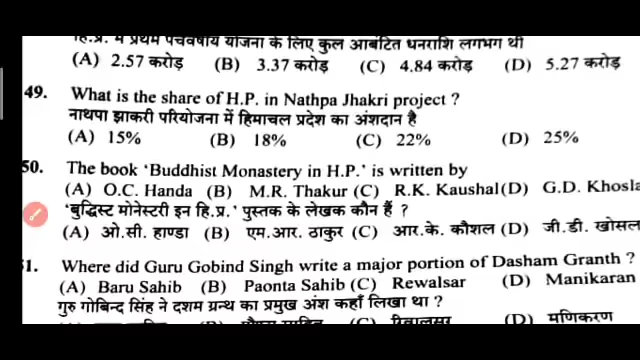 हि.प्र. में प्रथम पंचवर्षीय योजना के लिए कुल आबंटित धनराशि लगभग थी
(A) 2.57 करोड़ (B) 3.37 करोड़ (C) 4.84 करोड़ (D) 5.27 करोड़
49. What is the share of H.P. in Nathpa Jhakri project ?
नाथपा झाकरी परियोजना में हिमाचल प्रदेश का अंशदान है
(A) 15% (B) 18% (C) 22% (D) 25%
50. The book 'Buddhist Monastery in H.P.' is written by
(A) O.C. Handa (B) M.R. Thakur (C) R.K. Kaushal (D) G.D. Khosla
'बुद्धिस्ट मोनेस्टरी इन हि.प्र.' पुस्तक के लेखक कौन हैं ?
(A) ओ.सी. हाण्डा (B) एम.आर. ठाकुर (C) आर.के. कौशल (D) जी.डी. खोसला
51. Where did Guru Gobind Singh write a major portion of Dasham Granth ?
(A) Baru Sahib (B) Paonta Sahib (C) Rewalsar (D) Manikaran
गुरु गोबिन्द सिंह ने दशम ग्रन्थ का प्रमुख अंश कहाँ लिखा था ?
(B) (C) रिवालसर (D) मणिकरण